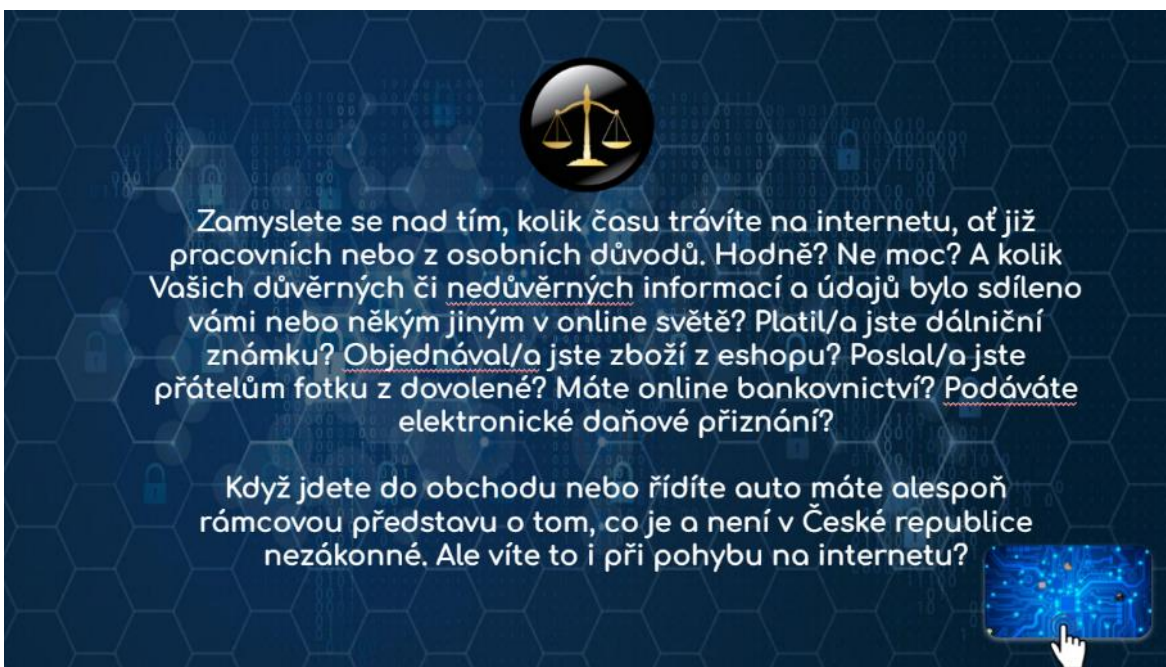 Zamyslete se nad tím, kolik času trávíte na internetu, ať již
pracovních nebo z osobních důvodů. Hodně? Ne moc? A kolik
Vašich důvěrných či nedůvěrných informací a údajů bylo sdíleno
vámi nebo někým jiným v online světě? Platil/a jste dálniční
známku? Objednával/a jste zboží z eshopu? Poslal/a jste
přátelům fotku z dovolené? Máte online bankovnictví? Podáváte
elektronické daňové přiznání?
Když jdete do obchodu nebo řídíte auto máte alespoň
rámcovou představu o tom, co je a není v České republice
nezákonné. Ale víte to i při pohybu na internetu?